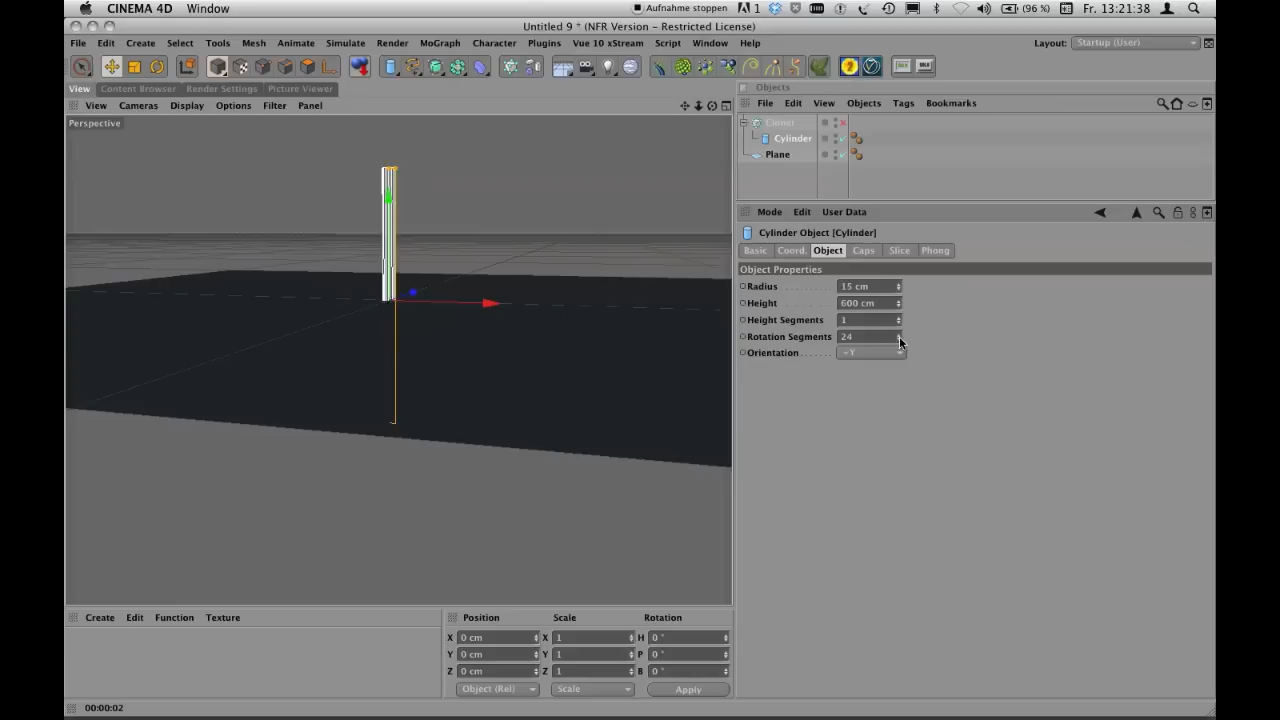 CINEMA 4D Window Aufnahme stoppen 1 (96 %) Fr. 13:21:38
Untitled 9 * (NFR Version - Restricted License)
File Edit Create Select Tools Mesh Animate Simulate Render MoGraph Character Plugins Vue 10 xStream Script Window Help Layout: Startup (User)
View Content Browser Render Settings Picture Viewer
View Cameras Display Options Filter Panel
Perspective
Objects
File Edit View Objects Tags Bookmarks
Cloner
Cylinder
Plane
Mode Edit User Data
Cylinder Object [Cylinder]
Basic Coord. Object Caps Slice Phong
Object Properties
Radius 15 cm
Height 600 cm
Height Segments 1
Rotation Segments 24
Orientation
Create Edit Function Texture
Position Scale Rotation
X 0 cm X 1 H 0 °
Y 0 cm Y 1 P 0 °
Z 0 cm Z 1 B 0 °
Object (Rel) Scale Apply
00:00:02